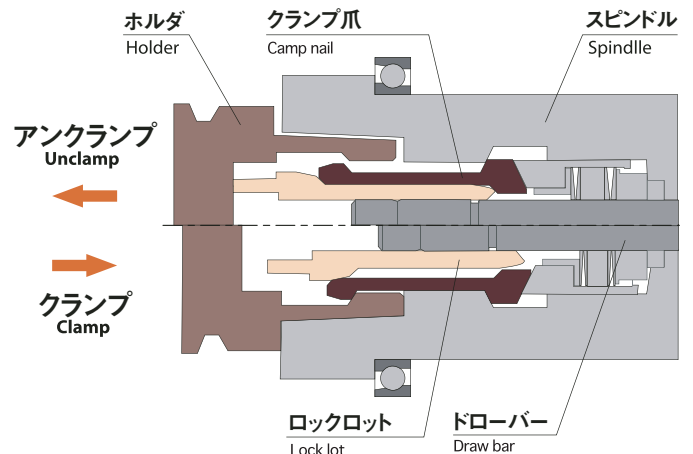 ホルダ
Holder
クランプ爪
Camp nail
スピンドル
Spindlle
アンクランプ
Unclamp
クランプ
Clamp
ロックロット
Lock lot
ドローバー
Draw bar